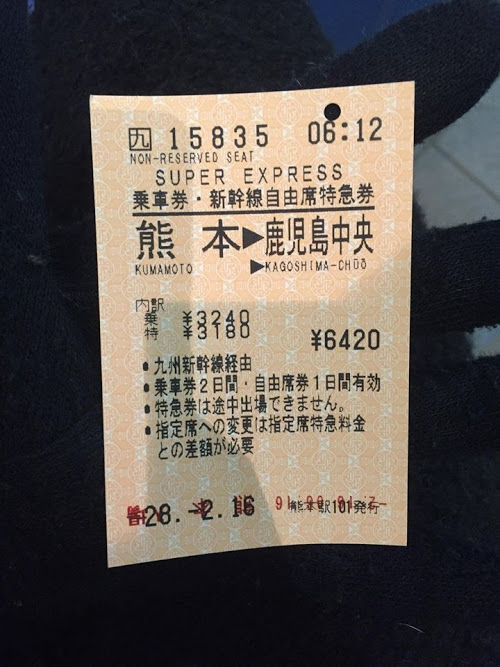 九 15835 06:12
NON-RESERVED SEAT
SUPER EXPRESS
乗車券・新幹線自由席特急券
熊本▶鹿児島中央
KUMAMOTO ▶KAGOSHIMA-CHŪŌ
内訳
乗 ¥3240
特 ¥3180
¥6420
・九州新幹線経由
・乗車券2日間・自由席券1日間有効
・特急券は途中出場できません。
・指定席への変更は指定席特急料金
との差額が必要
28.-2.16 熊本駅101発行